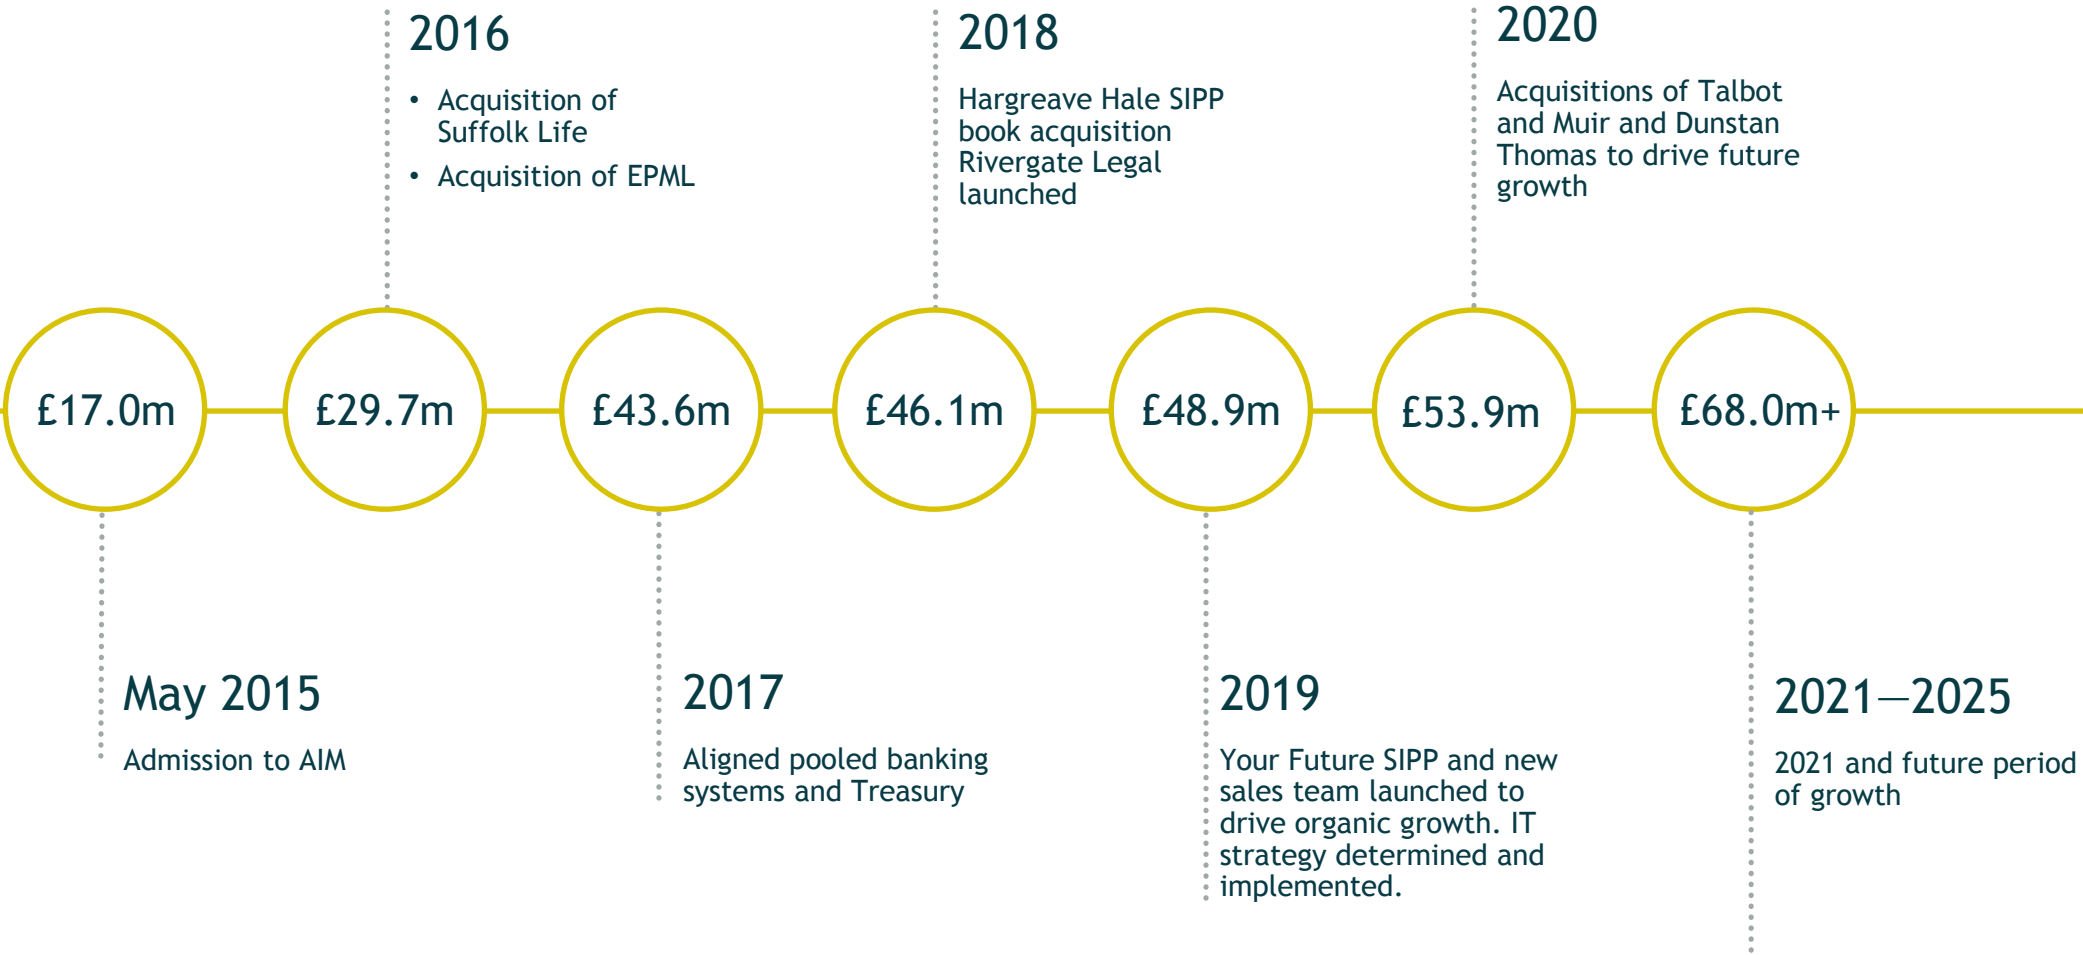 2016
• Acquisition of
Suffolk Life
• Acquisition of EPML
2018
Hargreave Hale SIPP
book acquisition
Rivergate Legal
launched
2020
Acquisitions of Talbot
and Muir and Dunstan
Thomas to drive future
growth
£17.0m
£29.7m
£43.6m
£46.1m
£48.9m
£53.9m
£68.0m+
May 2015
Admission to AIM
2017
Aligned pooled banking
systems and Treasury
2019
Your Future SIPP and new
sales team launched to
drive organic growth. IT
strategy determined and
implemented.
2021—2025
2021 and future period
of growth